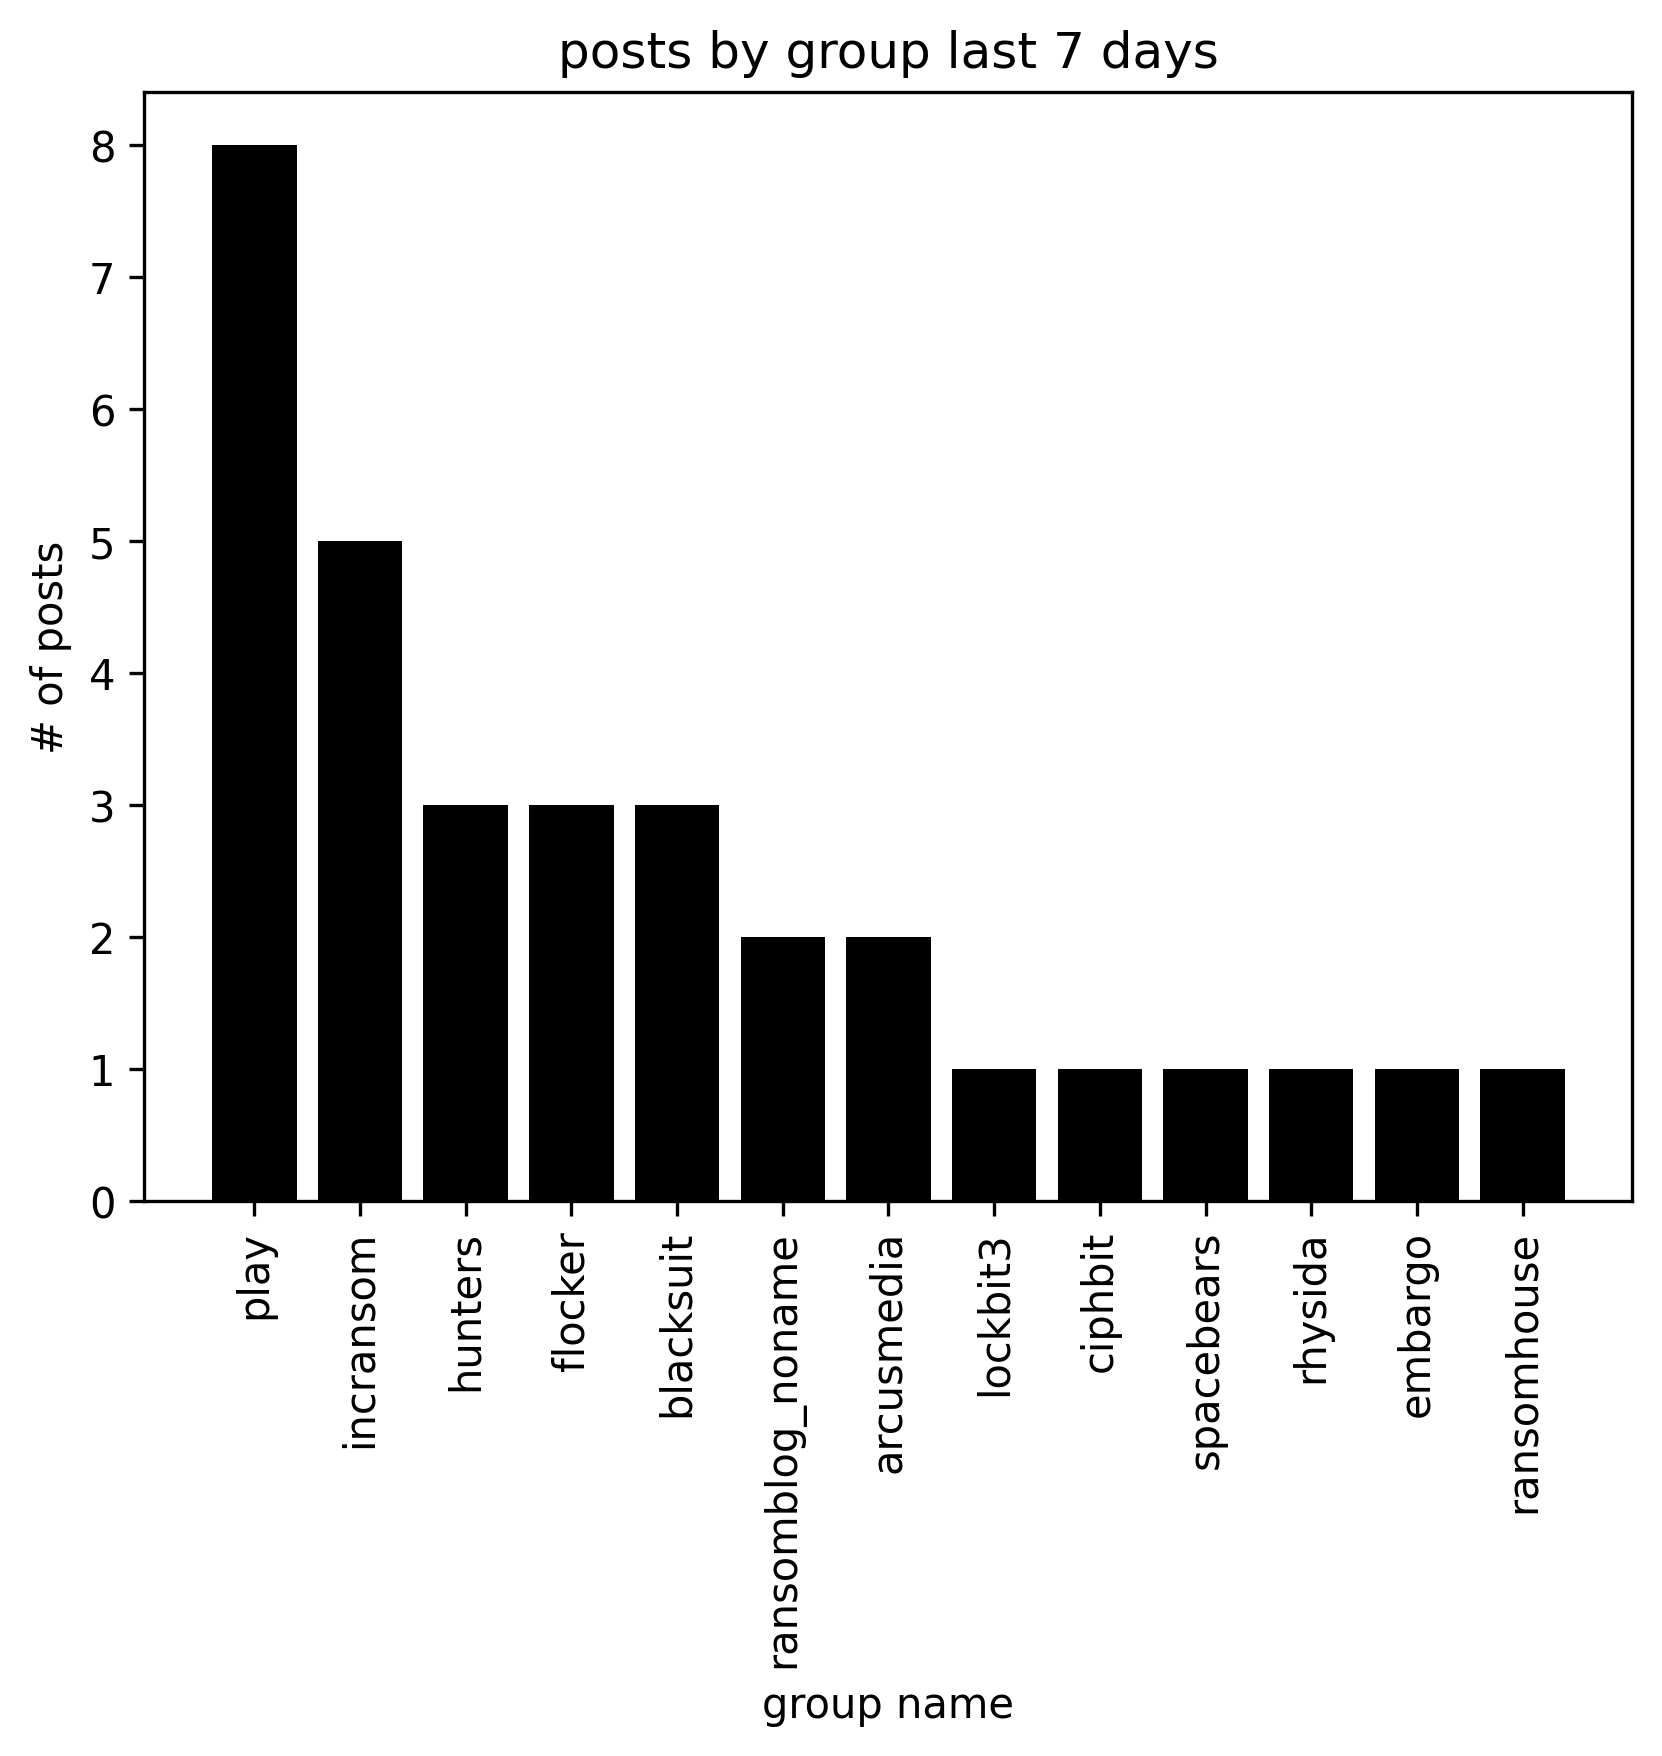 posts by group last 7 days
8
7
6
5
4
3
2
1
0
# of posts
play
incransom
hunters
flocker
blacksuit
ransomblog_noname
arcusmedia
lockbit3
ciphbit
spacebears
rhysida
embargo
ransomhouse
group name